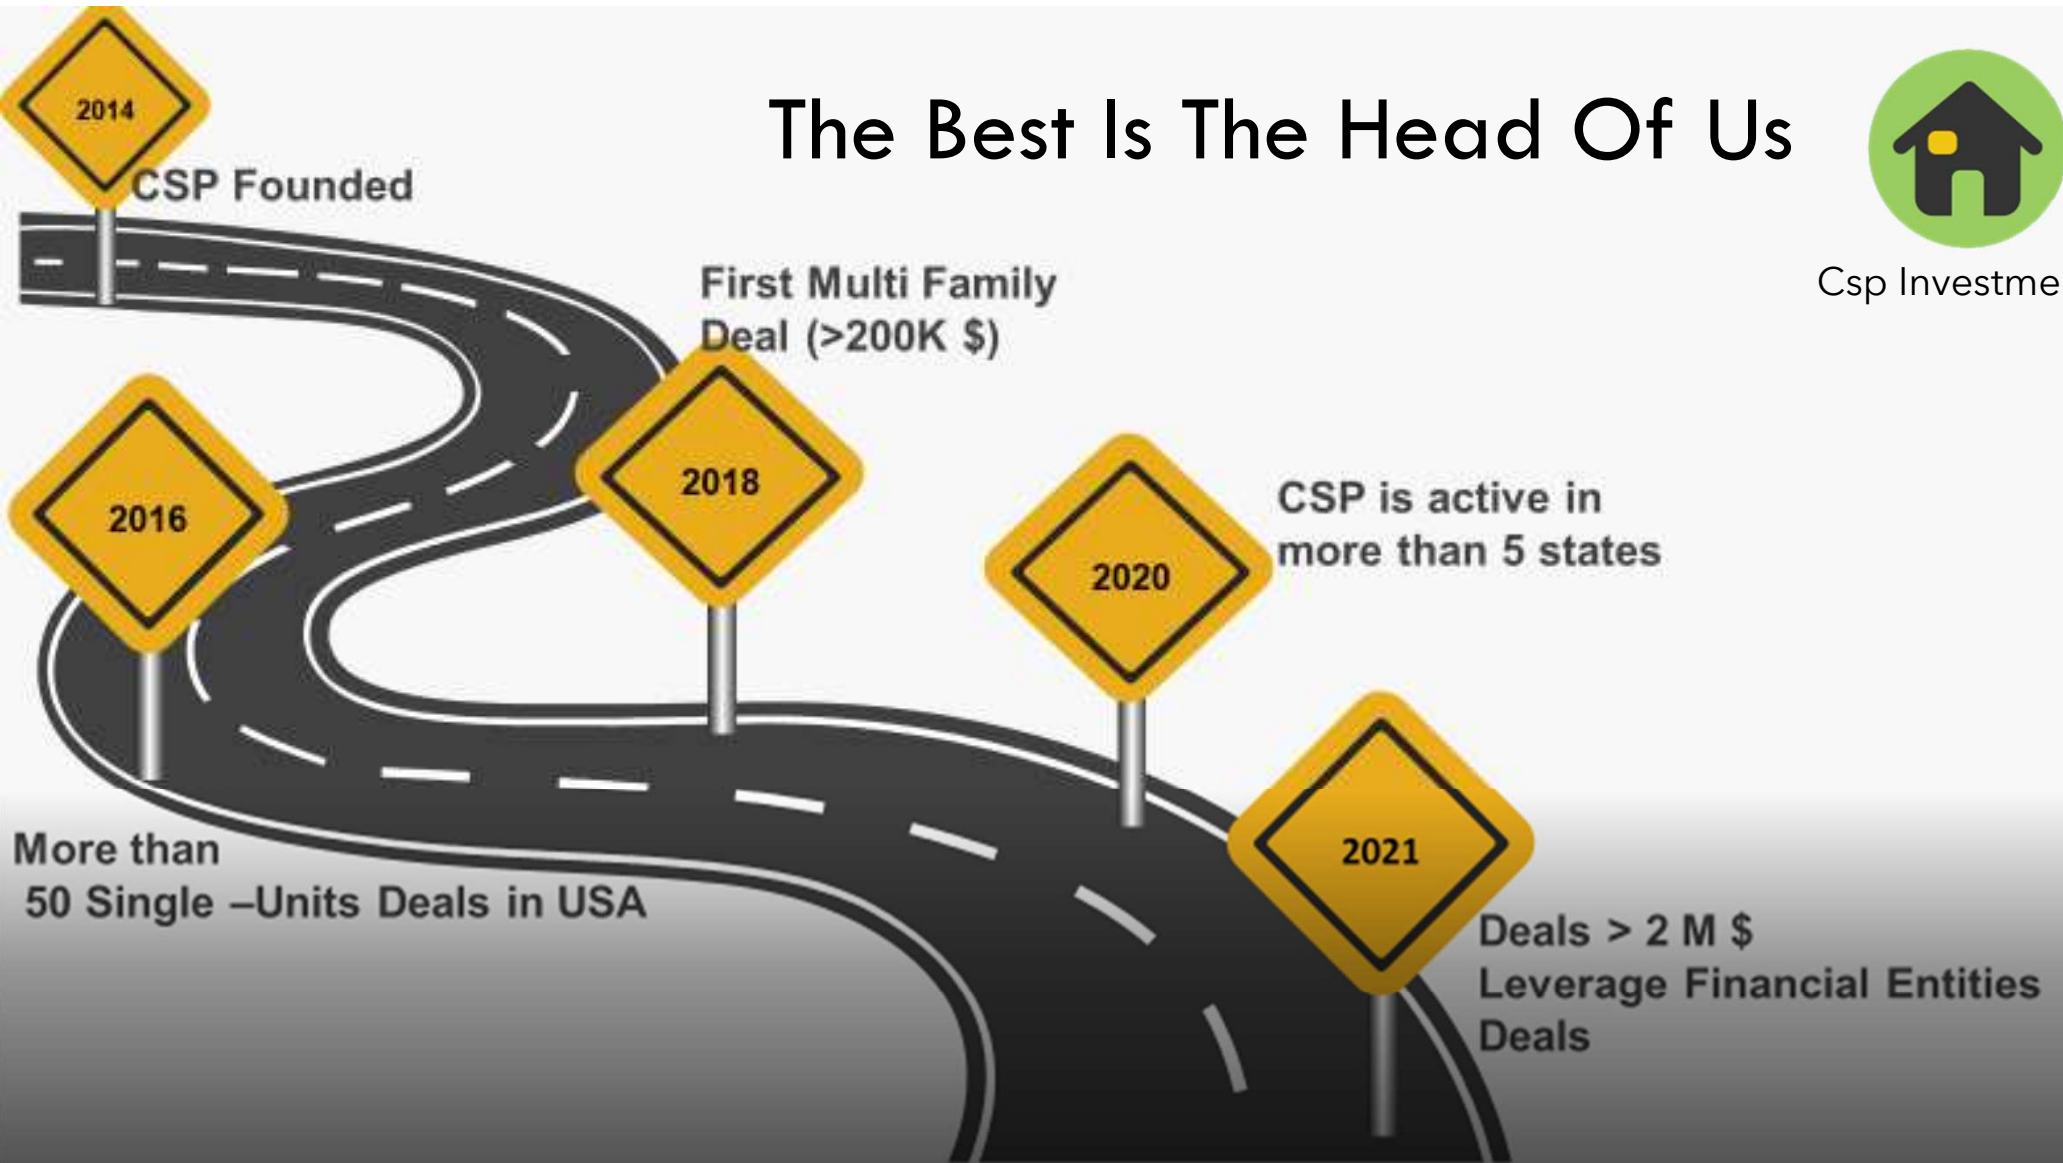 The Best Is The Head Of Us
Csp Investme
2014
CSP Founded
First Multi Family
Deal (>200K $)
2016
2018
2020
CSP is active in
more than 5 states
2021
More than
50 Single –Units Deals in USA
Deals > 2 M $
Leverage Financial Entities
Deals